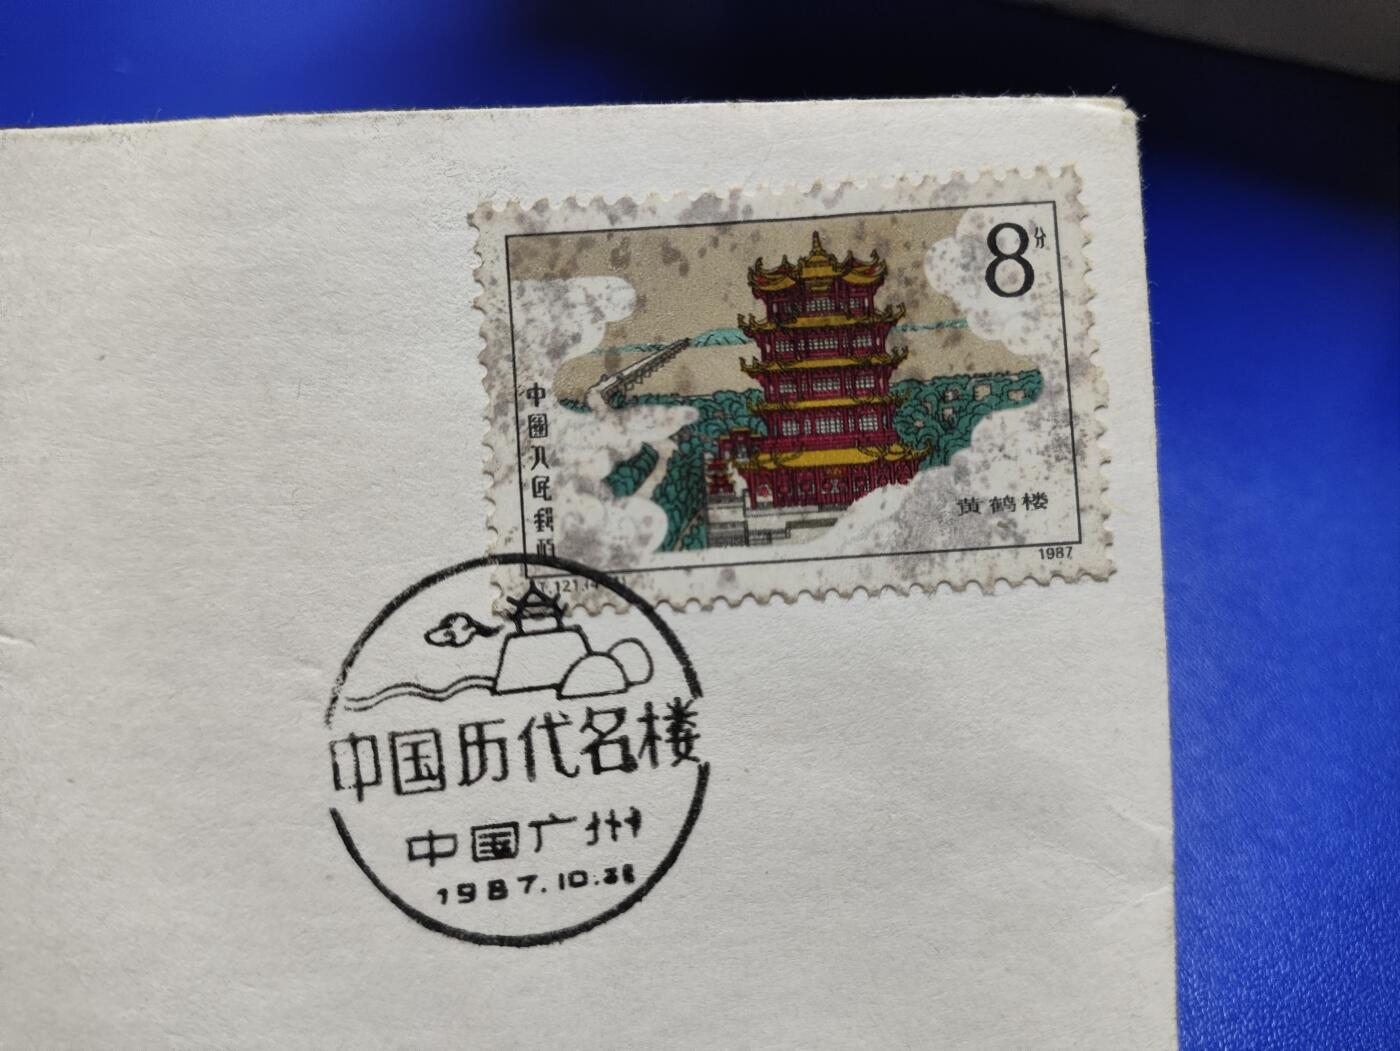 8分
中国人民邮政
黄鹤楼
1987
中国历代名楼
中国广州
1987.10.